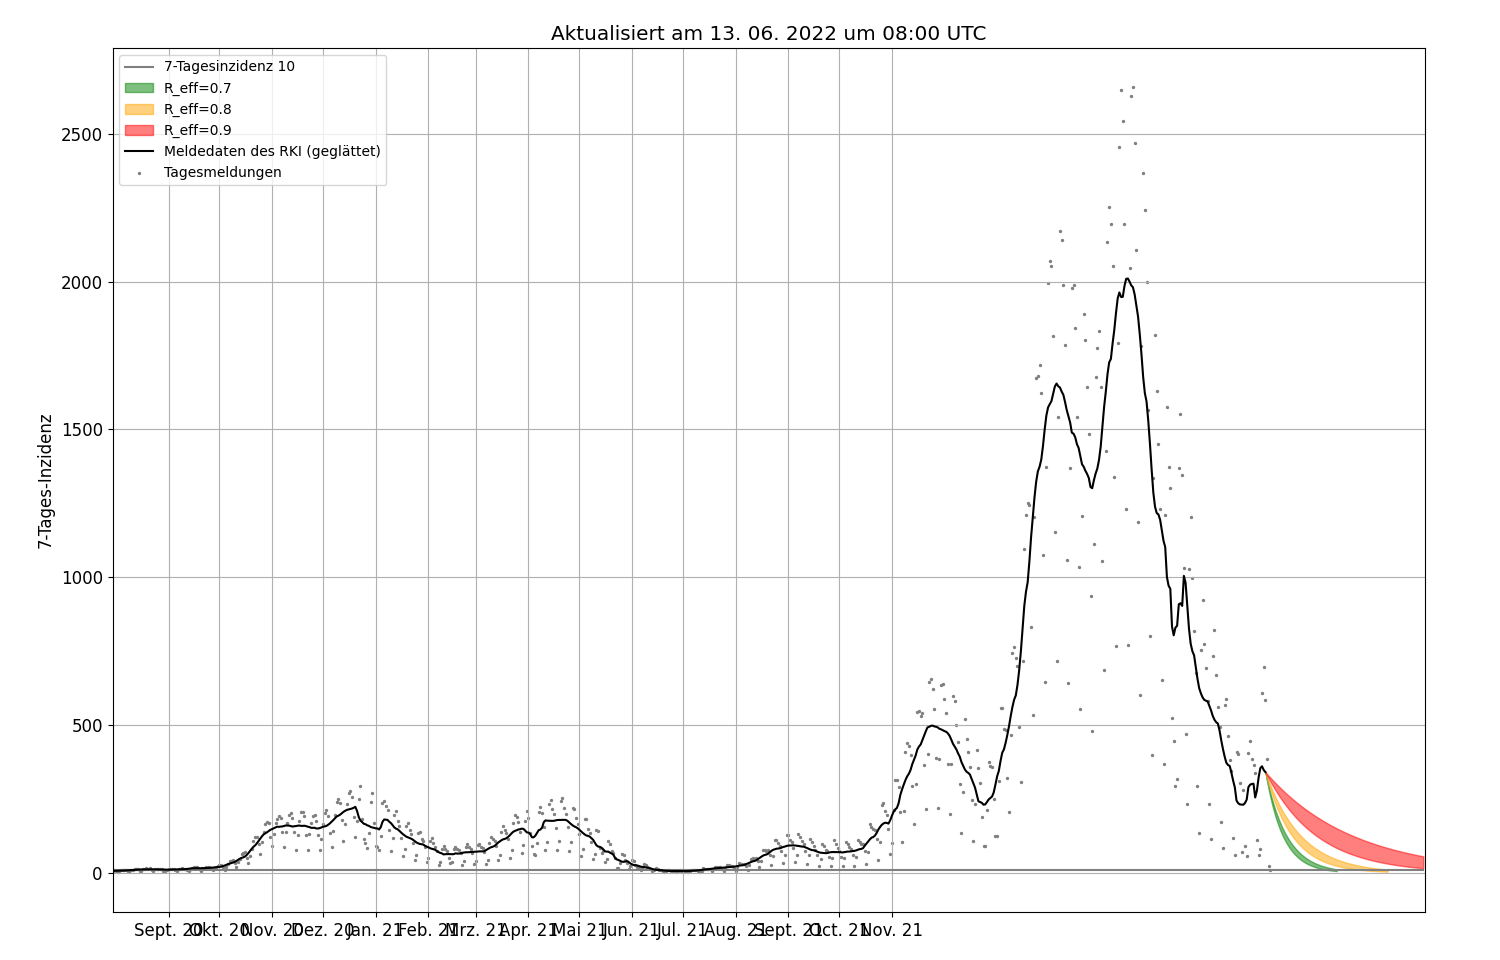 Aktualisiert am 13. 06. 2022 um 08:00 UTC
7-Tagesinzidenz 10
R_eff=0.7
R_eff=0.8
R_eff=0.9
Meldedaten des RKI (geglättet)
Tagesmeldungen
7-Tages-Inzidenz
2500
2000
1500
1000
500
0
Sept. 20 Okt. 20 Nov. 20 Dez. 20 Jan. 21 Feb. 21 Mrz. 21 Apr. 21 Mai 21 Jun. 21 Jul. 21 Aug. 21 Sept. 21 Oct. 21 Nov. 21